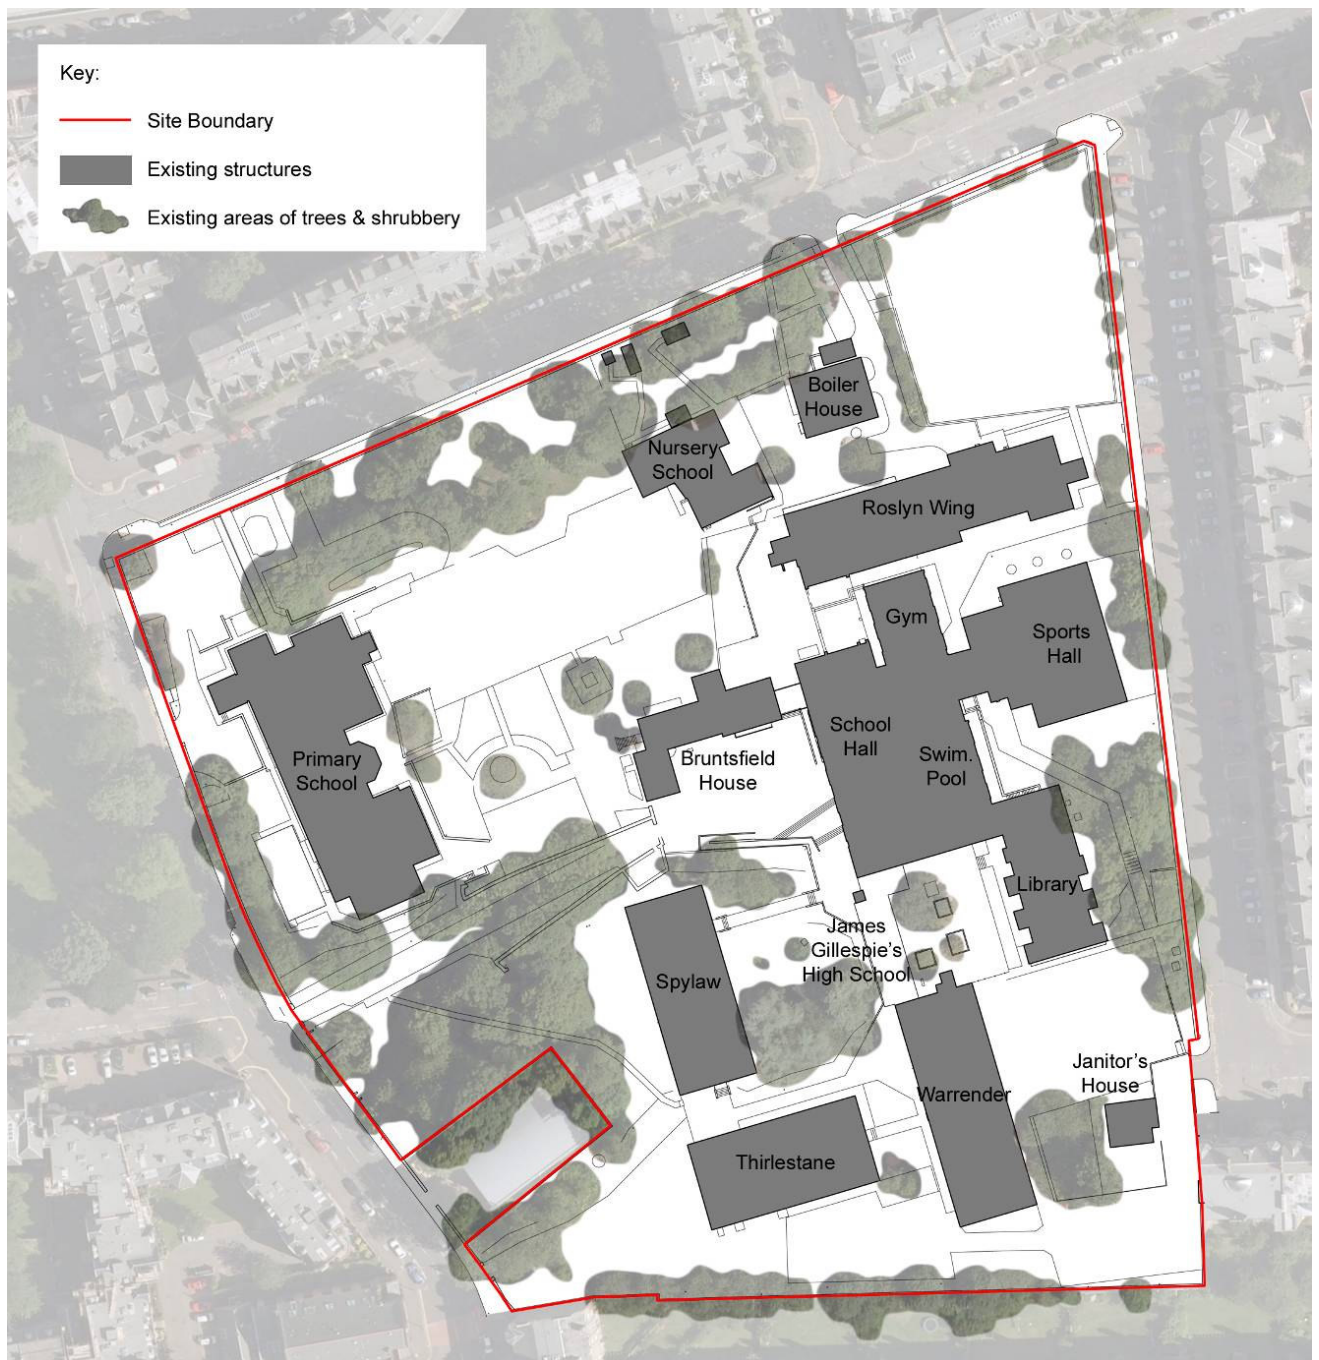 Key:
Site Boundary
Existing structures
Existing areas of trees & shrubbery
Boiler
House
Nursery
School
Roslyn Wing
Gym
Sports
Hall
School
Hall
Swim.
Pool
Primary
School
Bruntsfield
House
Library
James
Gillespie's
High School
Spylaw
Janitor's
House
Warrender
Thirlestane